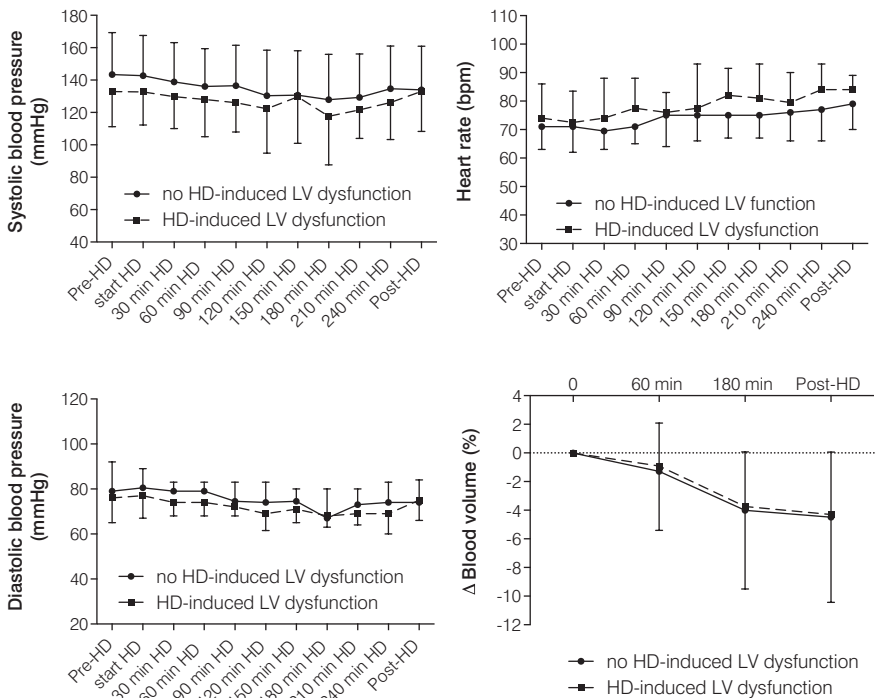 Systolic blood pressure
(mmHg)
180
160
140
120
100
80
60
40
no HD-induced LV dysfunction
HD-induced LV dysfunction
Pre-HD
start HD
30 min HD
60 min HD
90 min HD
120 min HD
150 min HD
180 min HD
210 min HD
240 min HD
Post-HD
Heart rate (bpm)
110
100
90
80
70
60
50
40
30
no HD-induced LV function
HD-induced LV dysfunction
Pre-HD
start HD
30 min HD
60 min HD
90 min HD
120 min HD
150 min HD
180 min HD
210 min HD
240 min HD
Post-HD
Diastolic blood pressure
(mmHg)
120
100
80
60
40
20
no HD-induced LV dysfunction
HD-induced LV dysfunction
Pre-HD
start HD
30 min HD
60 min HD
90 min HD
120 min HD
150 min HD
180 min HD
210 min HD
240 min HD
Post-HD
Δ Blood volume (%)
0
60 min
180 min
Post-HD
4
2
0
-2
-4
-6
-8
-10
-12
no HD-induced LV dysfunction
HD-induced LV dysfunction